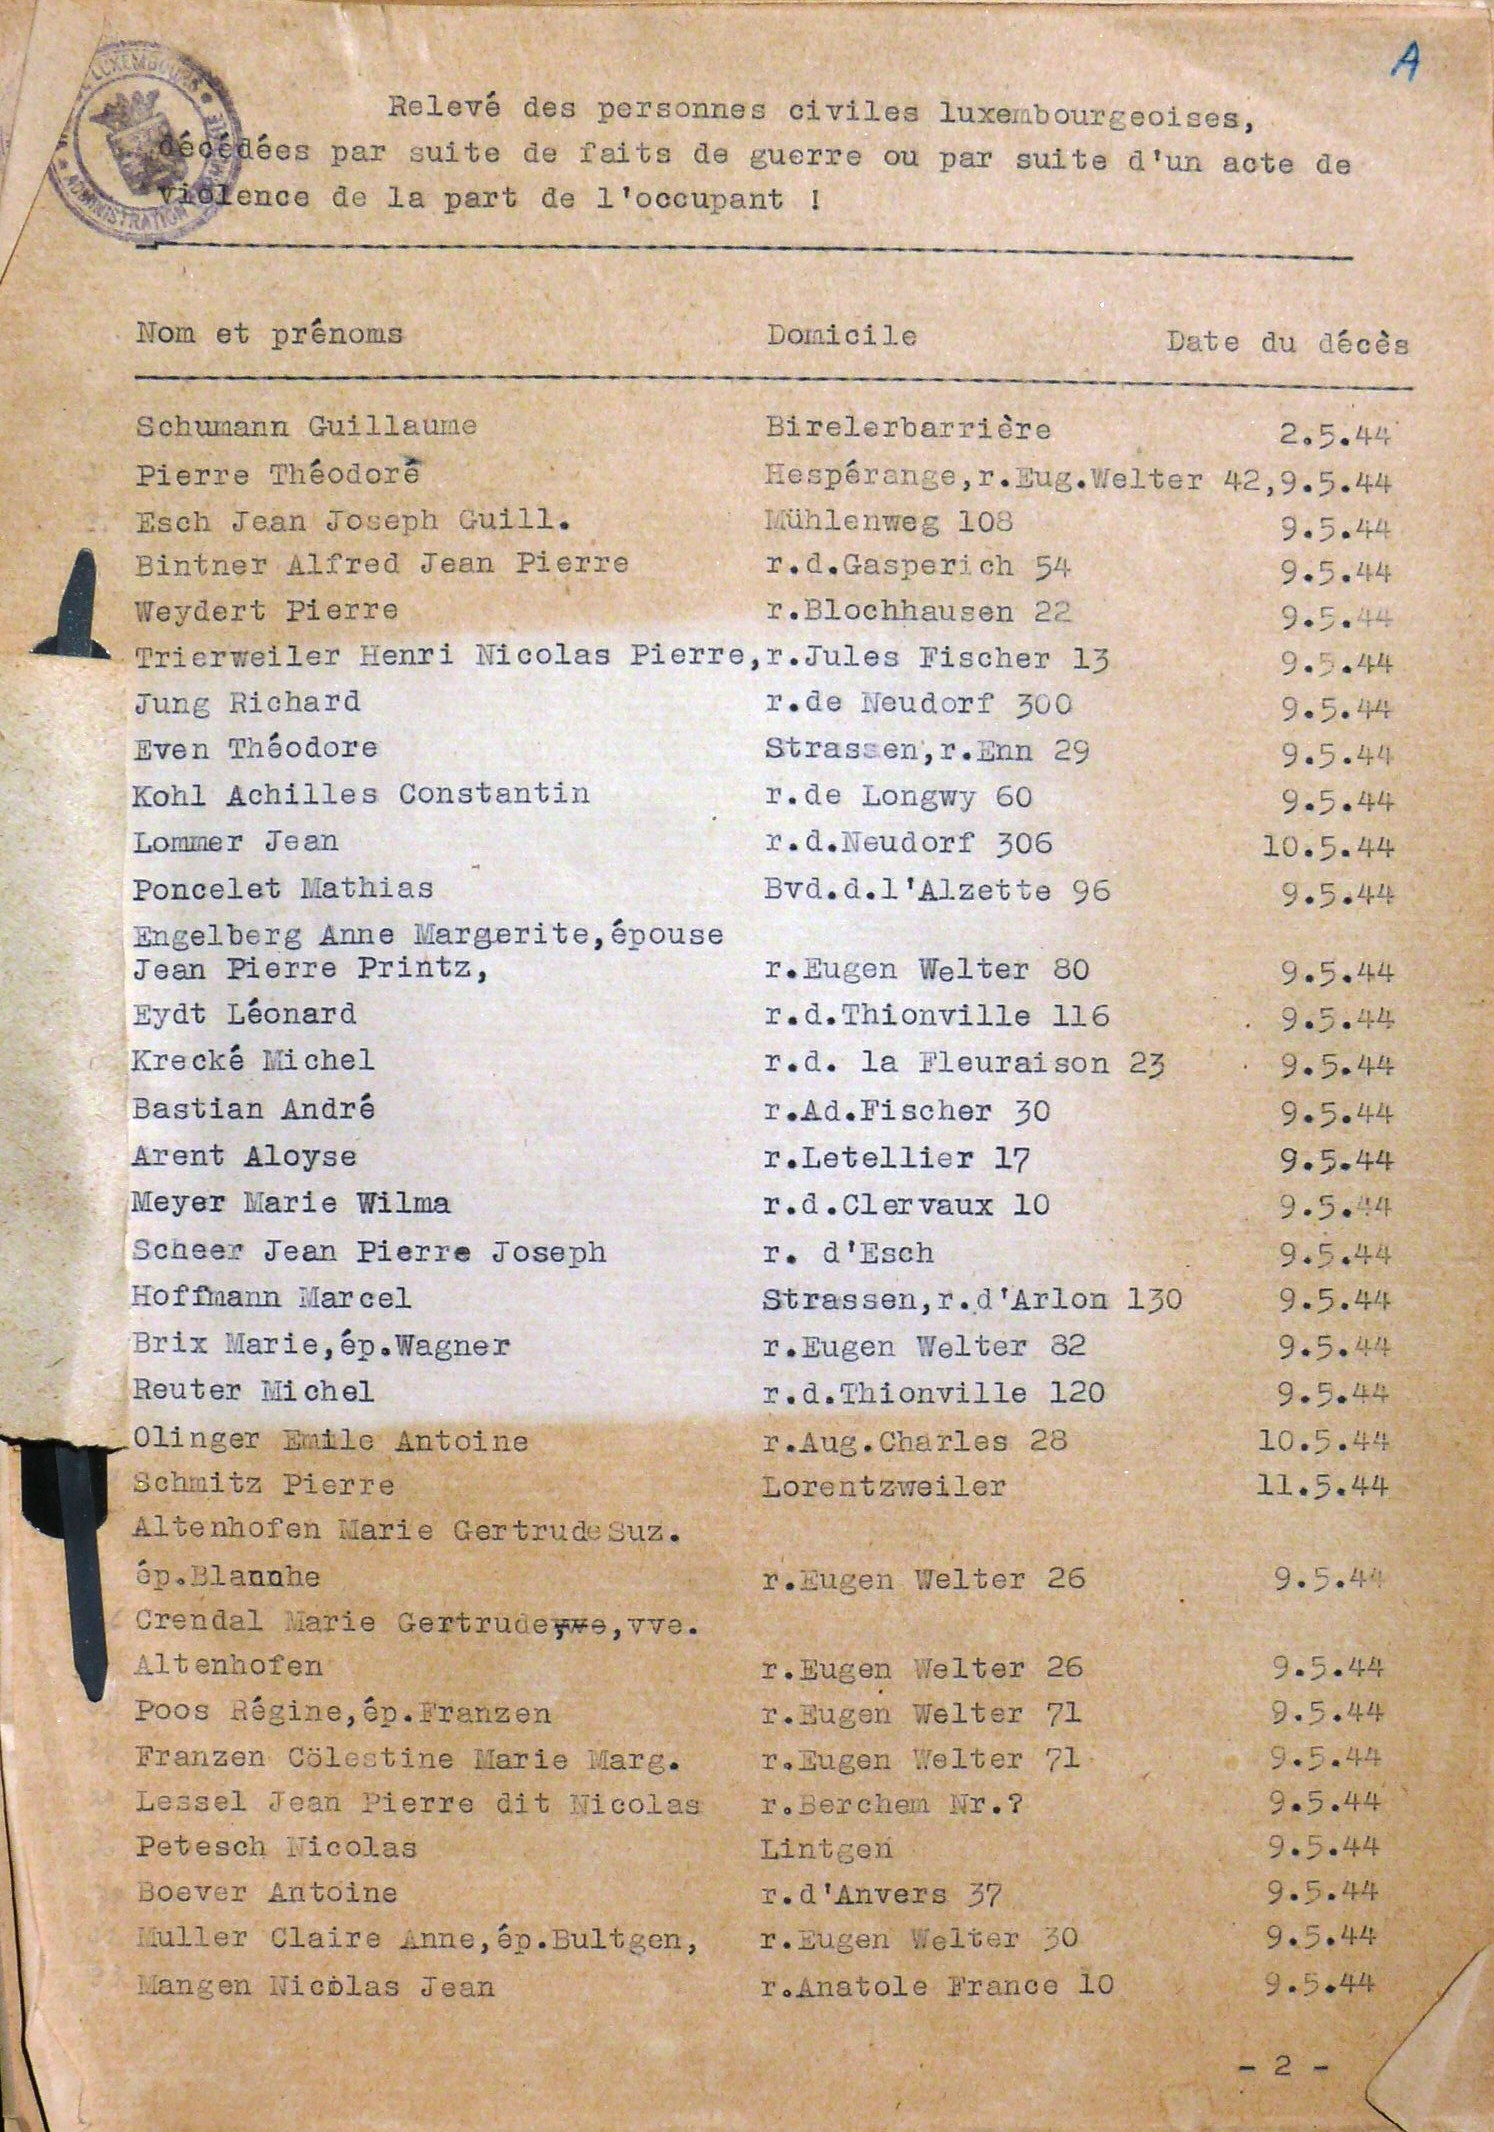 A
LUXEMBOURG
ADMINISTRATION
Relevé des personnes civiles luxembourgeoises,
décédées par suite de faits de guerre ou par suite d'un acte de
violence de la part de l'occupant !
Nom et prénoms Domicile Date du décès
Schumann Guillaume Birelerbarrière 2.5.44
Pierre Théodoré Hespérange,r.Eug.Welter 42,9.5.44
Esch Jean Joseph Guill. Mühlenweg 108 9.5.44
Bintner Alfred Jean Pierre r.d.Gasperich 54 9.5.44
Weydert Pierre r.Blochhausen 22 9.5.44
Trierweiler Henri Nicolas Pierre,r.Jules Fischer 13 9.5.44
Jung Richard r.de Neudorf 300 9.5.44
Even Théodore Strassen,r.Enn 29 9.5.44
Kohl Achilles Constantin r.de Longwy 60 9.5.44
Lommer Jean r.d.Neudorf 306 10.5.44
Poncelet Mathias Bvd.d.l'Alzette 96 9.5.44
Engelberg Anne Margerite,épouse
Jean Pierre Printz, r.Eugen Welter 80 9.5.44
Eydt Léonard r.d.Thionville 116 9.5.44
Krecké Michel r.d. la Fleuraison 23 9.5.44
Bastian André r.Ad.Fischer 30 9.5.44
Arent Aloyse r.Letellier 17 9.5.44
Meyer Marie Wilma r.d.Clervaux 10 9.5.44
Scheer Jean Pierre Joseph r. d'Esch 9.5.44
Hoffmann Marcel Strassen,r.d'Arlon 130 9.5.44
Brix Marie,ép.Wagner r.Eugen Welter 82 9.5.44
Reuter Michel r.d.Thionville 120 9.5.44
Olinger Emile Antoine r.Aug.Charles 28 10.5.44
Schmitz Pierre Lorentzweiler 11.5.44
Altenhofen Marie Gertrude Suz.
ép.Blannhe r.Eugen Welter 26 9.5.44
Crendal Marie Gertrude,vve.
Altenhofen r.Eugen Welter 26 9.5.44
Poos Régine,ép.Franzen r.Eugen Welter 71 9.5.44
Franzen Cölestine Marie Marg. r.Eugen Welter 71 9.5.44
Lessel Jean Pierre dit Nicolas r.Berchem Nr.? 9.5.44
Petesch Nicolas Lintgen 9.5.44
Boever Antoine r.d'Anvers 37 9.5.44
Muller Claire Anne,ép.Bultgen, r.Eugen Welter 30 9.5.44
Mangen Nicolas Jean r.Anatole France 10 9.5.44
- 2 -